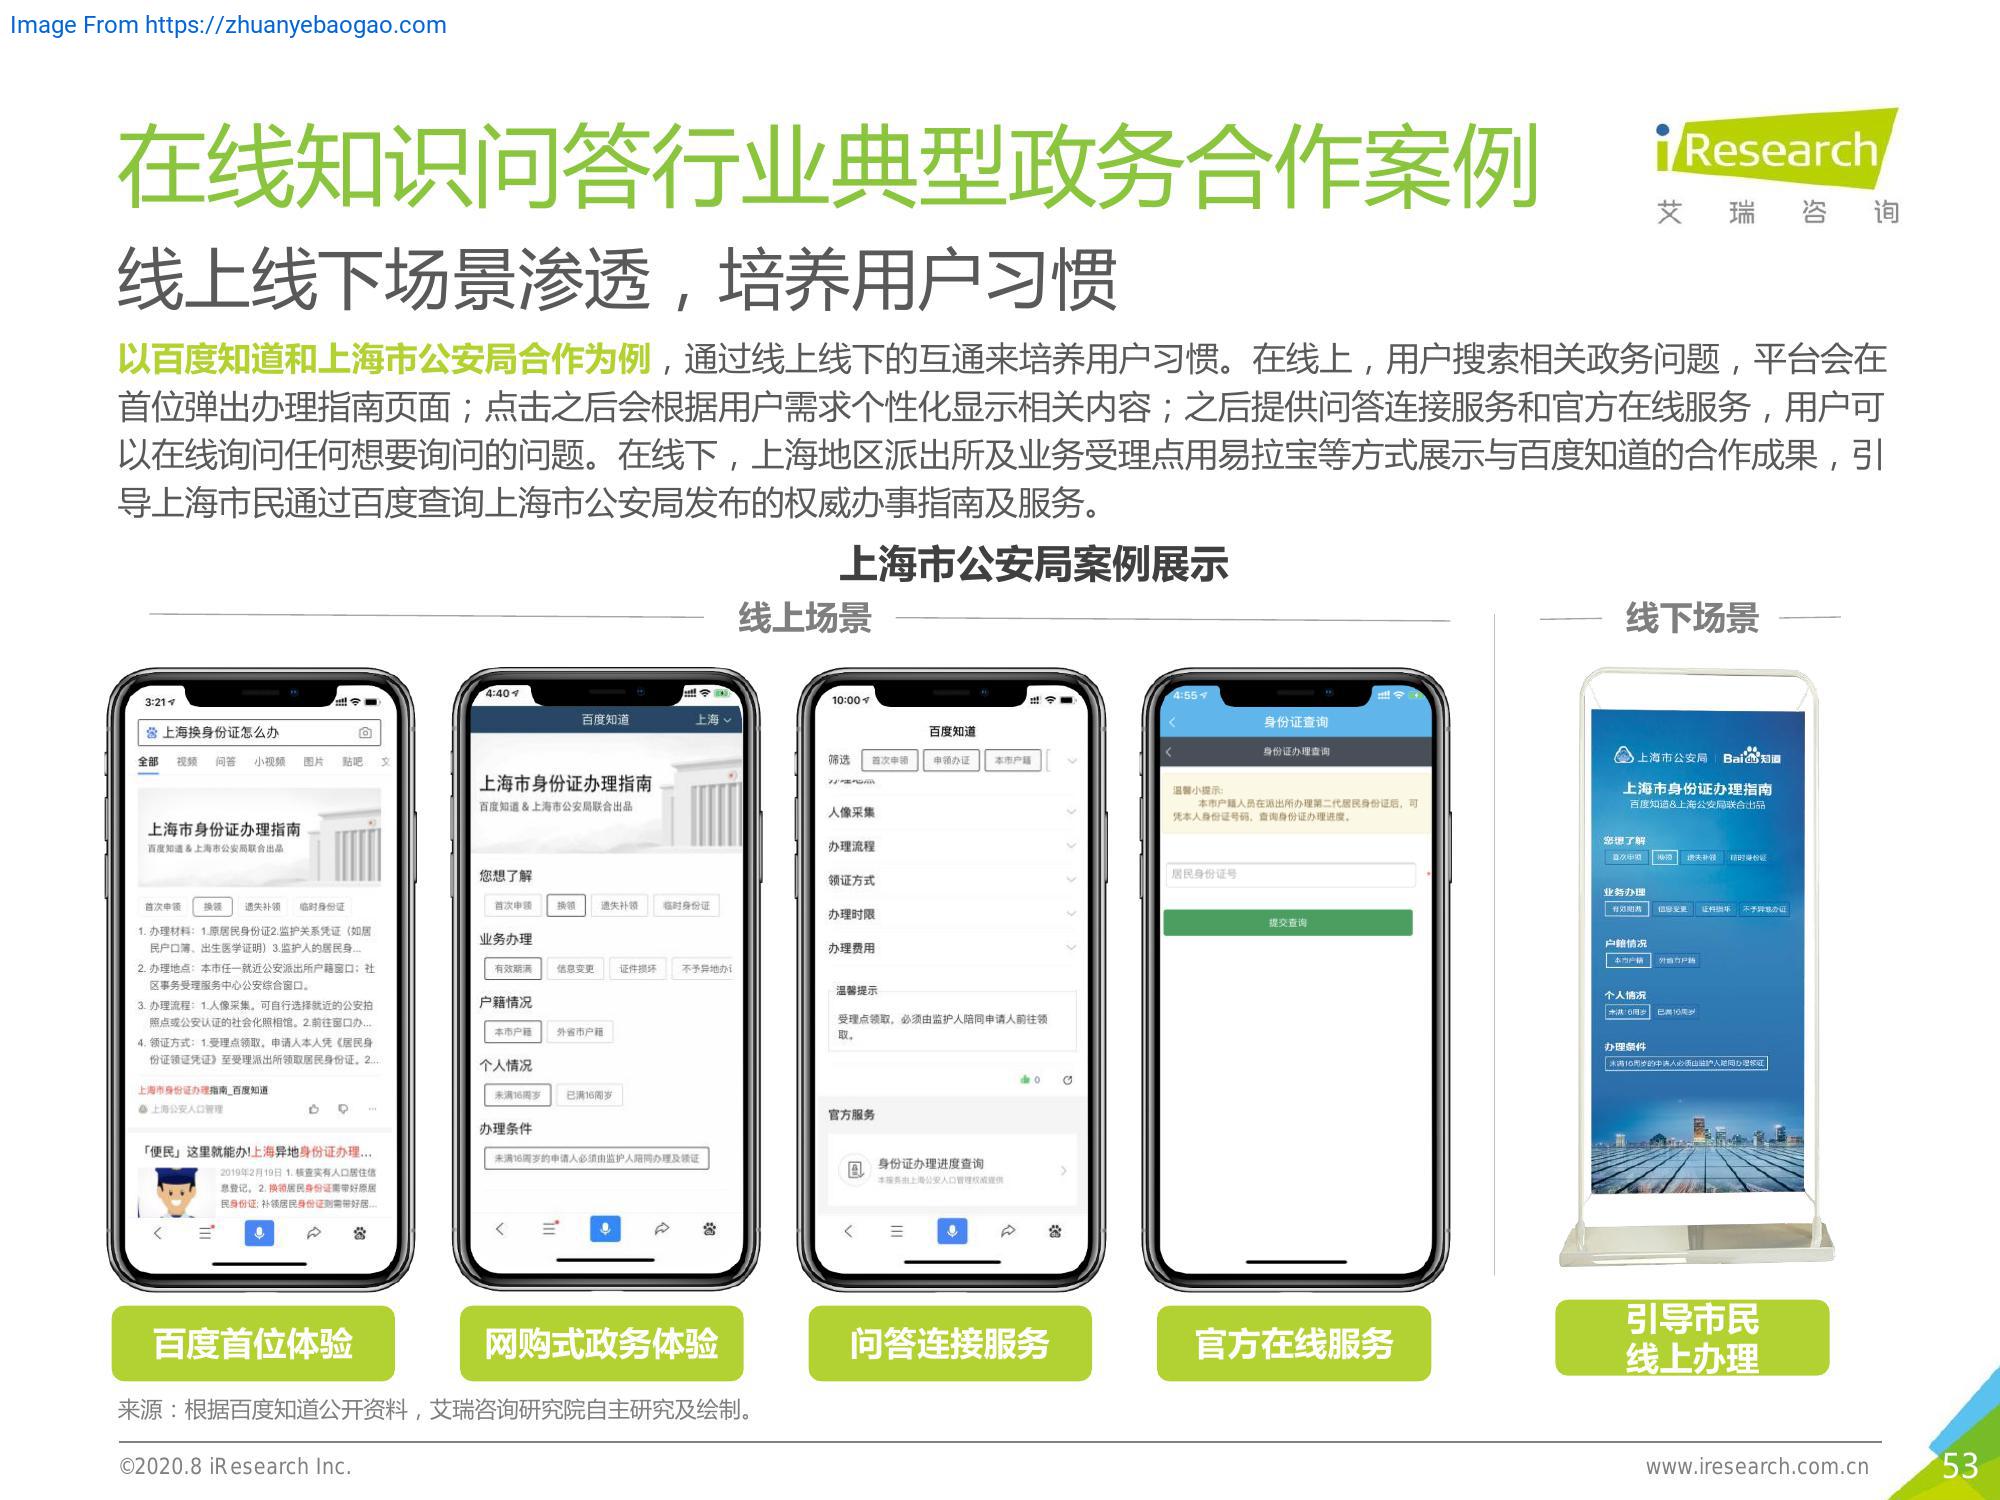 Image From https://zhuanyebaogao.com
在线知识问答行业典型政务合作案例
iResearch
艾瑞咨询
线上线下场景渗透，培养用户习惯
以百度知道和上海市公安局合作为例，通过线上线下的互通来培养用户习惯。在线上，用户搜索相关政务问题，平台会在
首位弹出办理指南页面；点击之后会根据用户需求个性化显示相关内容；之后提供问答连接服务和官方在线服务，用户可
以在线询问任何想要询问的问题。在线下，上海地区派出所及业务受理点用易拉宝等方式展示与百度知道的合作成果，引
导上海市民通过百度查询上海市公安局发布的权威办事指南及服务。
上海市公安局案例展示
线上场景
线下场景
3:21
上海换身份证怎么办
全部 视频 问答 小视频 图片 贴吧 文
上海市身份证办理指南
百度知道 & 上海市公安局联合出品
首次申领 换领 遗失补领 临时身份证
1. 办理材料：1.原居民身份证2.监护关系凭证（如居
民户口簿、出生医学证明）3.监护人的居民身...
2. 办理地点：本市任一就近公安派出所户籍窗口；社
区事务受理服务中心公安综合窗口。
3. 办理流程：1.人像采集。可自行选择就近的公安拍
照点或公安认证的社会化照相馆。2.前往窗口办...
4. 领证方式：1.受理点领取。申请人本人凭《居民身
份证领证凭证》至受理派出所领取居民身份证。2...
上海市身份证办理指南_百度知道
上海公安人口管理
「便民」这里就能办!上海异地身份证办理...
2019年2月19日 1. 核查实有人口居住信
息登记。2. 换领居民身份证需带好原居
民身份证; 补领居民身份证则需带好居...
4:40
百度知道 上海
上海市身份证办理指南
百度知道 & 上海市公安局联合出品
您想了解
首次申领 换领 遗失补领 临时身份证
业务办理
有效期满 信息变更 证件损坏 不予异地办证
户籍情况
本市户籍 外省市户籍
个人情况
未满16周岁 已满16周岁
办理条件
未满16周岁的申请人必须由监护人陪同办理及领证
10:00
百度知道
筛选 首次申领 申领办证 本市户籍
办理地点
人像采集
办理流程
领证方式
办理时限
办理费用
温馨提示
受理点领取，必须由监护人陪同申请人前往领
取。
0
官方服务
身份证办理进度查询
本服务由上海公安人口管理权威提供
4:55
身份证查询
身份证办理查询
温馨小提示:
本市户籍人员在派出所办理第二代居民身份证后，可
凭本人身份证号码，查询身份证办理进度。
居民身份证号
提交查询
上海市公安局 Bai知道
上海市身份证办理指南
百度知道&上海公安局联合出品
您想了解
首次申领 换领 遗失补领 临时身份证
业务办理
有效期满 信息变更 证件损坏 不予异地办证
户籍情况
本市户籍 外省市户籍
个人情况
未满16周岁 已满16周岁
办理条件
未满16周岁的申请人必须由监护人陪同办理领证
百度首位体验
网购式政务体验
问答连接服务
官方在线服务
引导市民
线上办理
来源：根据百度知道公开资料，艾瑞咨询研究院自主研究及绘制。
©2020.8 iResearch Inc.
www.iresearch.com.cn
53